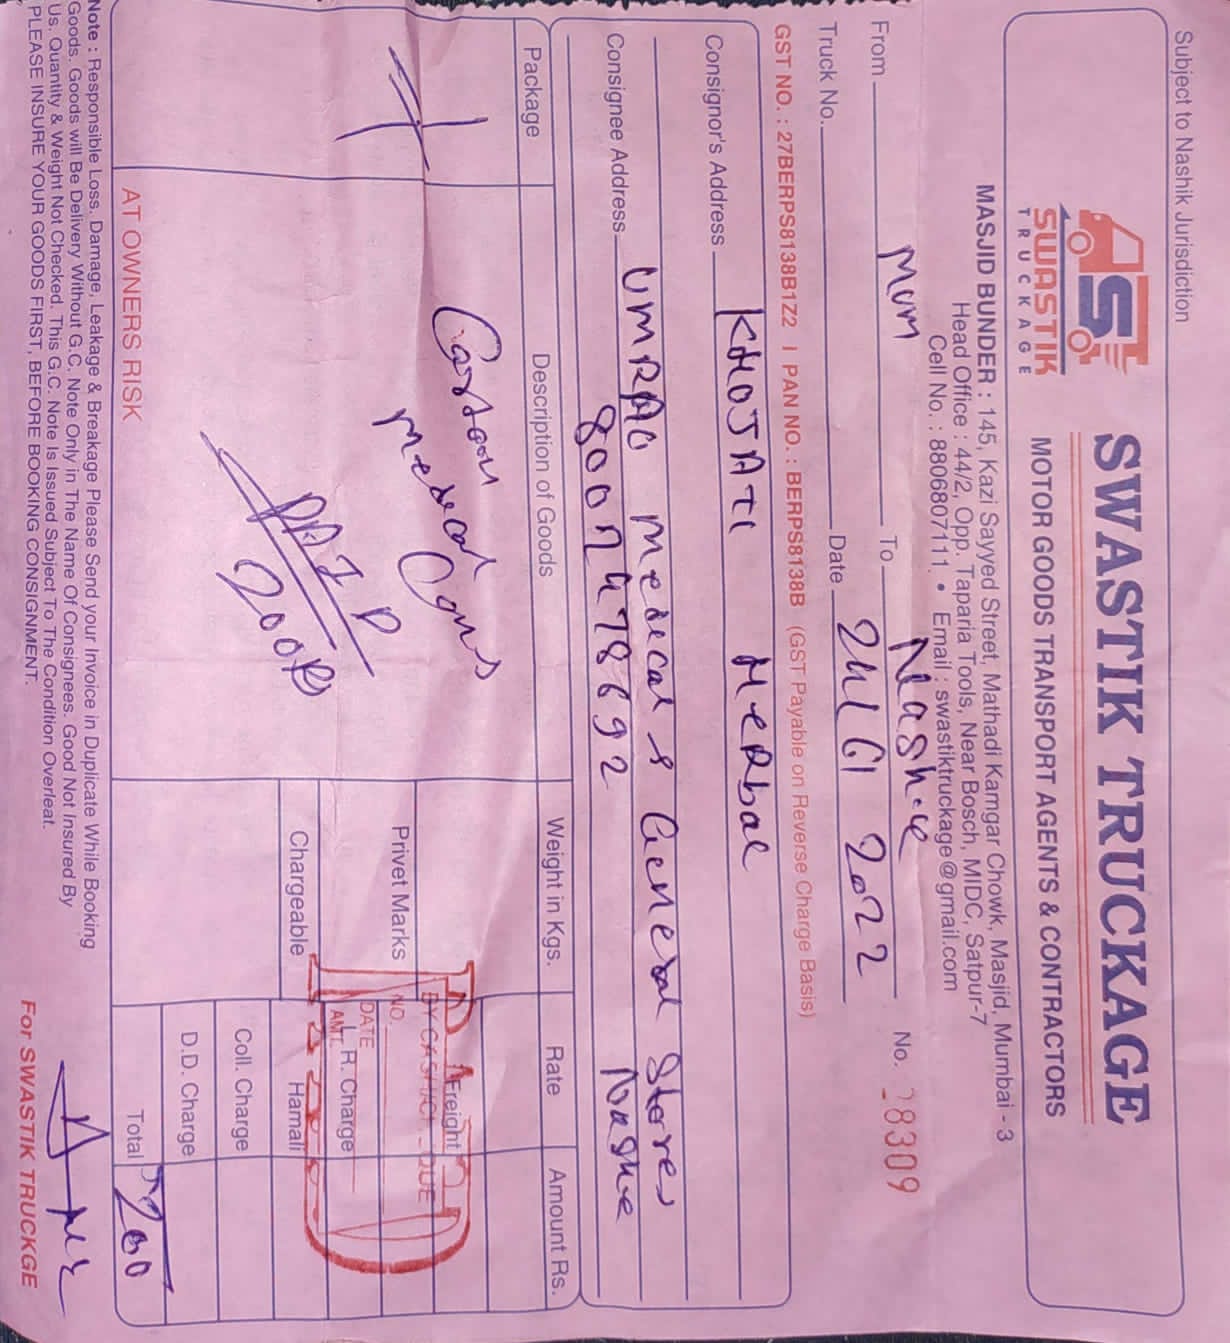 Subject to Nashik Jurisdiction
SWASTIK TRUCKAGE
SWASTIK
TRUCKAGE
MOTOR GOODS TRANSPORT AGENTS & CONTRACTORS
MASJID BUNDER : 145, Kazi Sayyed Street, Mathadi Kamgar Chowk, Masjid, Mumbai - 3
Head Office : 44/2, Opp. Taparia Tools, Near Bosch, MIDC, Satpur-7
Cell No. : 8806807111. • Email : swastiktruckage@gmail.com
From Mum To Nashik No. 28309
Truck No. Date 24/6/2022
GST NO. : 27BERPS8138B1Z2 | PAN NO. : BERPS8138B (GST Payable on Reverse Charge Basis)
Consignor's Address KHOJATI HERbal
UMRAO Medecal & General Stores
Consignee Address 8007478692 Nashik
Package Description of Goods Weight in Kgs. Rate Amount Rs.
Cartoon
Medecal
PAID
200
Privet Marks
Chargeable
Freight
R. Charge
Hamali
Coll. Charge
D.D. Charge
Total 200
PAID
NO.
DATE
AMT.
AT OWNERS RISK
Note : Responsible Loss, Damage, Leakage & Breakage Please Send your Invoice in Duplicate While Booking
Goods. Goods will Be Delivery Without G.C. Note Only in The Name Of Consignees. Good Not Insured By
Us. Quantity & Weight Not Checked. This G.C. Note Is Issued Subject To The Condition Overleat.
PLEASE INSURE YOUR GOODS FIRST, BEFORE BOOKING CONSIGNMENT.
For SWASTIK TRUCKGE